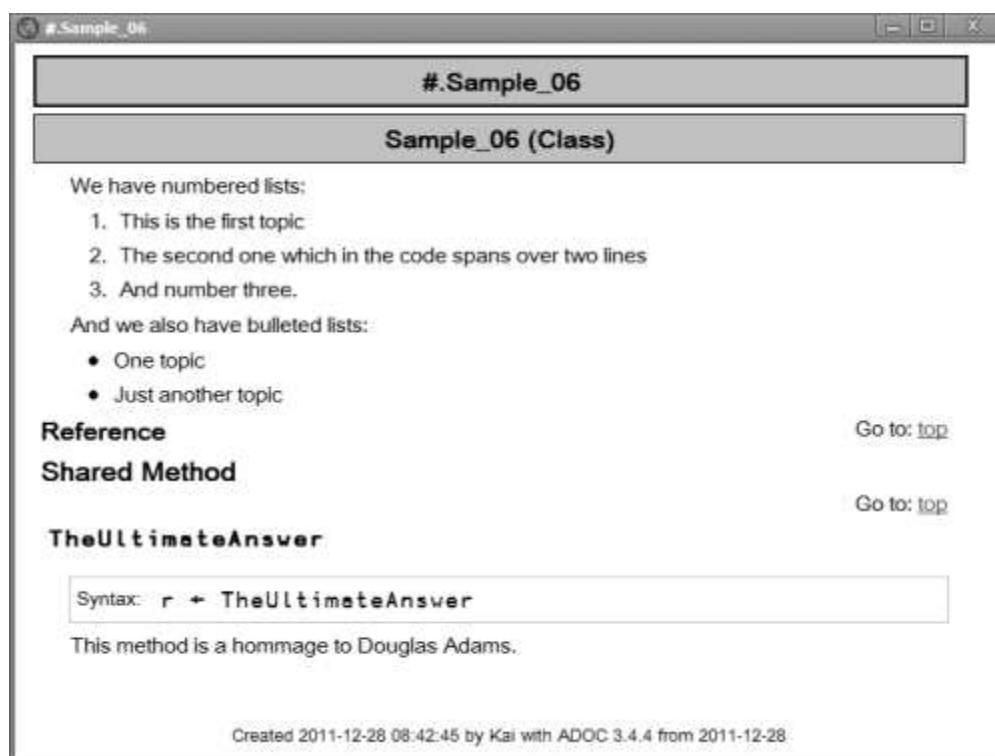 #.Sample_06
#.Sample_06
Sample_06 (Class)
We have numbered lists:
1. This is the first topic
2. The second one which in the code spans over two lines
3. And number three.
And we also have bulleted lists:
• One topic
• Just another topic
Reference Go to: top
Shared Method
Go to: top
TheUltimateAnswer
Syntax: r ← TheUltimateAnswer
This method is a hommage to Douglas Adams.
Created 2011-12-28 08:42:45 by Kai with ADOC 3.4.4 from 2011-12-28